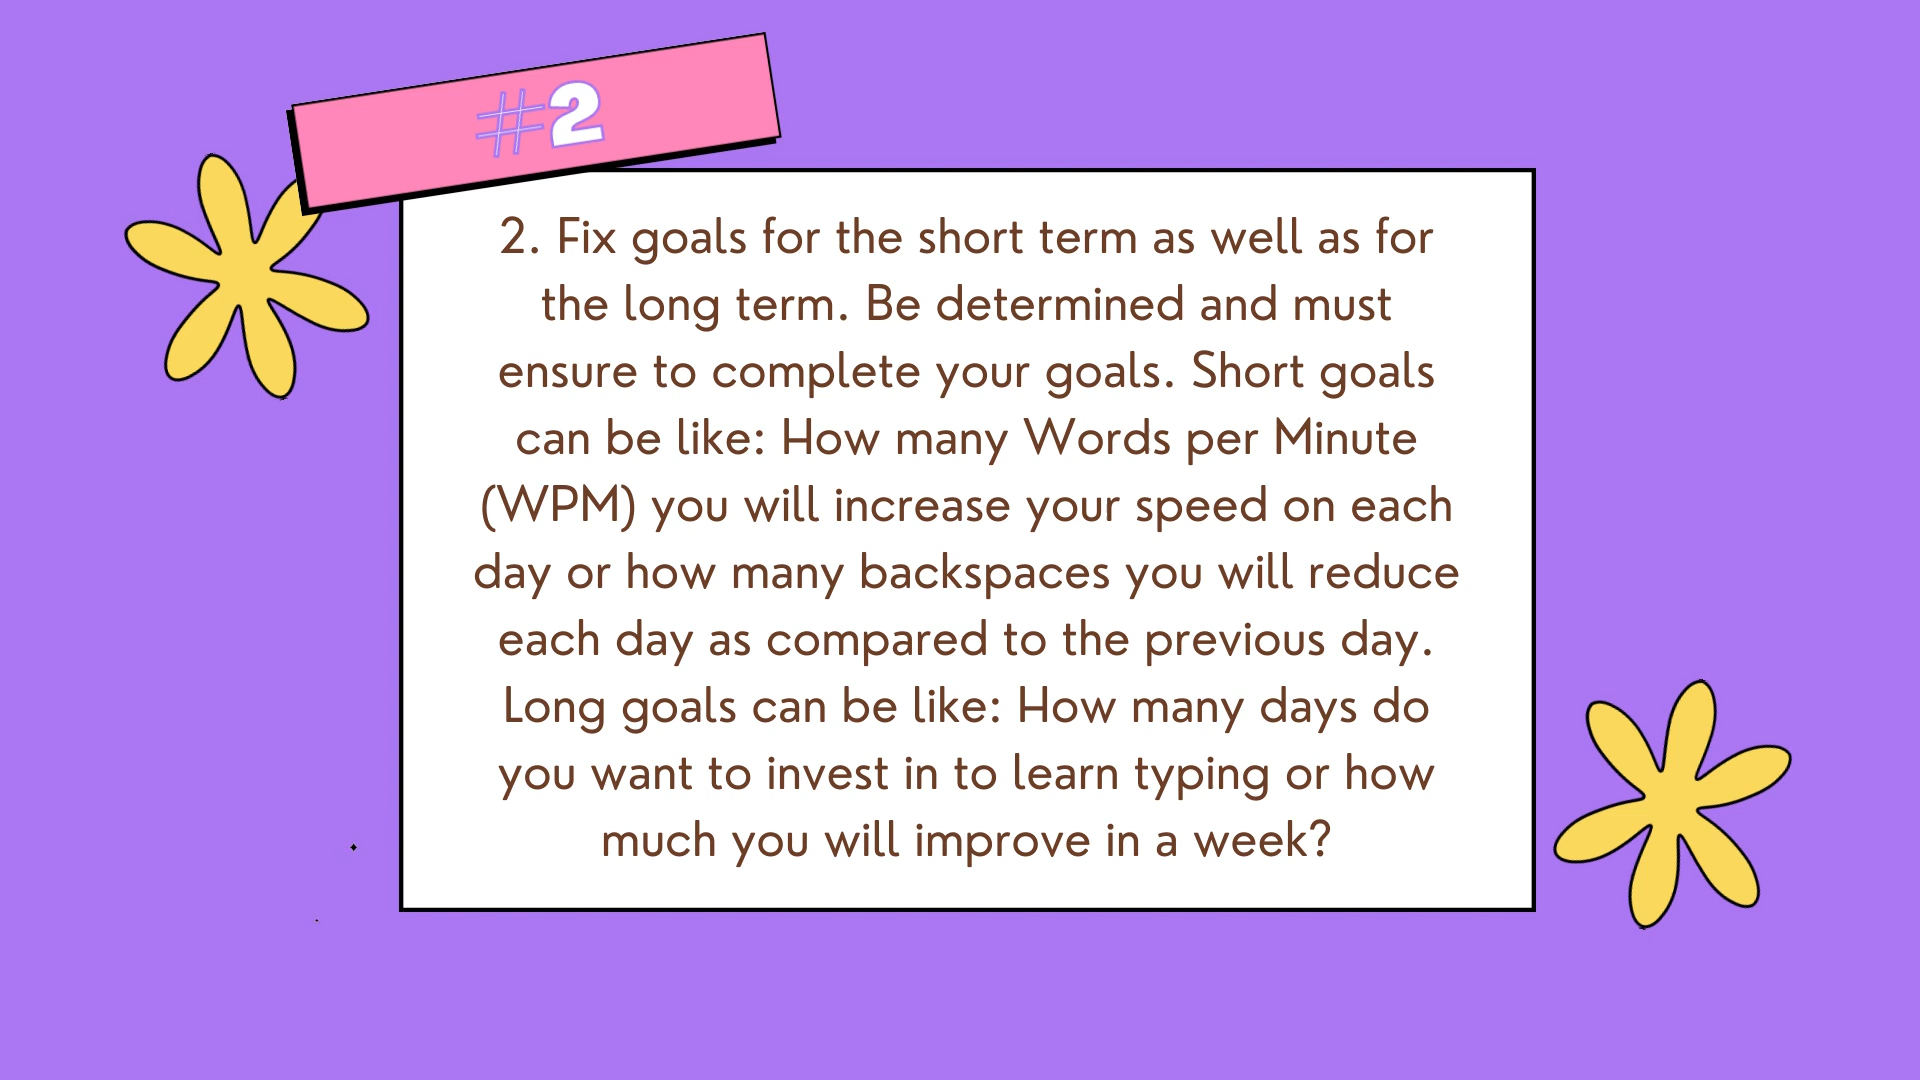 #2
2. Fix goals for the short term as well as for
the long term. Be determined and must
ensure to complete your goals. Short goals
can be like: How many Words per Minute
(WPM) you will increase your speed on each
day or how many backspaces you will reduce
each day as compared to the previous day.
Long goals can be like: How many days do
you want to invest in to learn typing or how
much you will improve in a week?